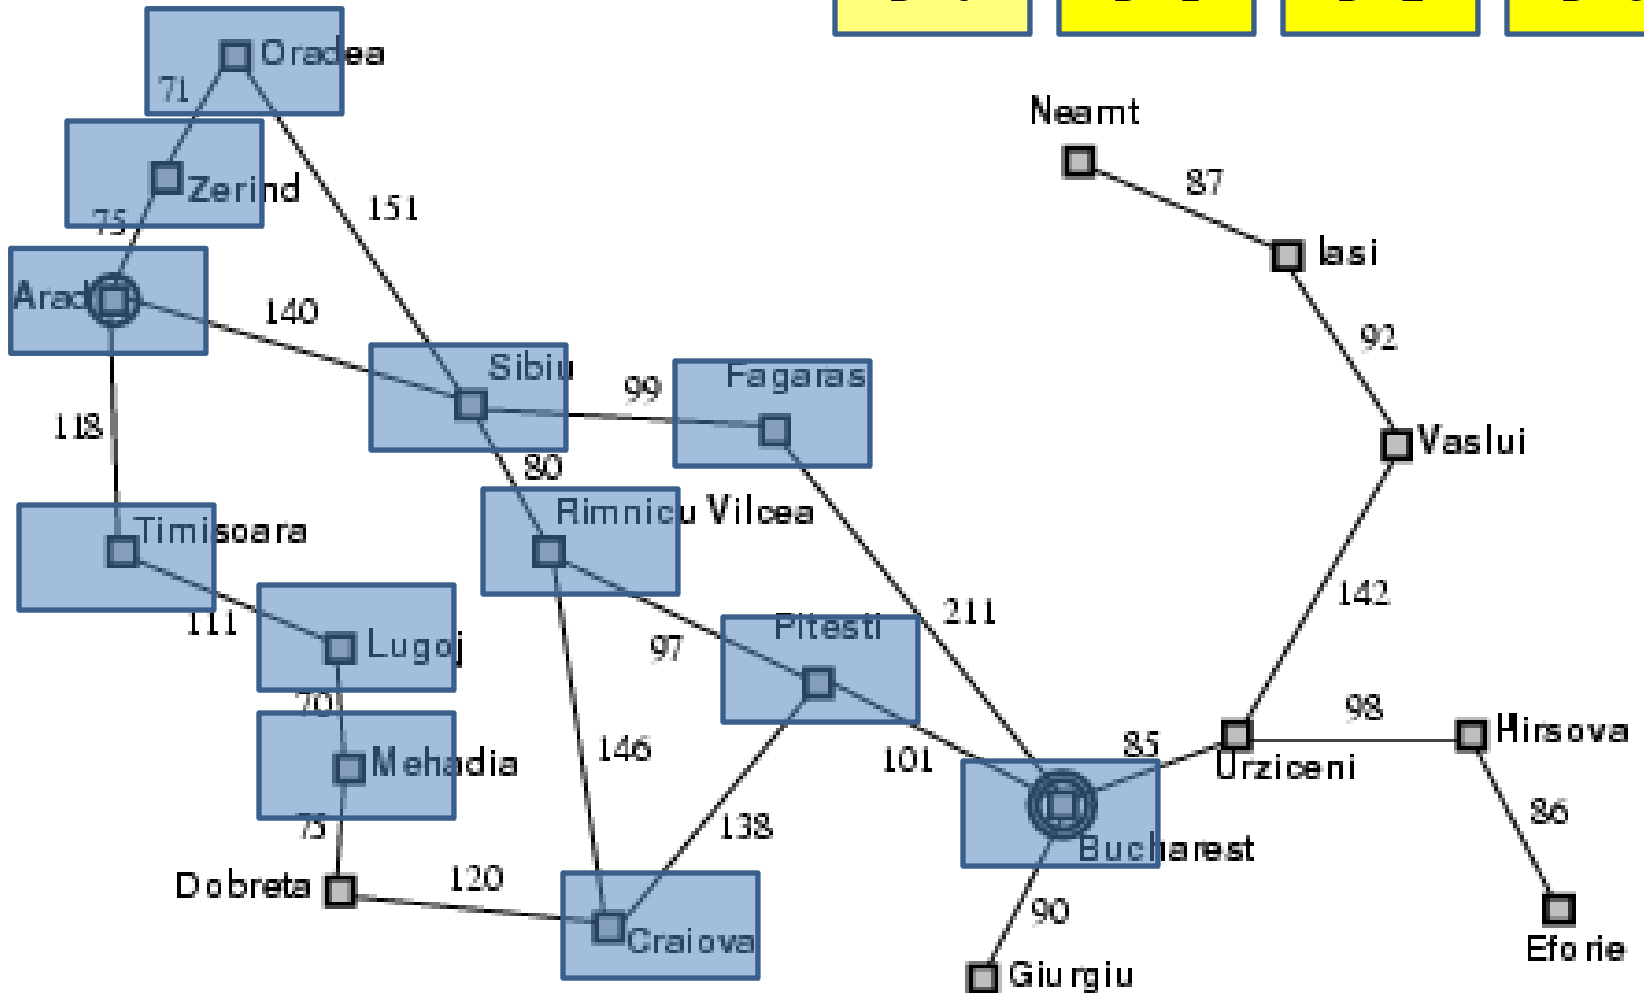 Oradea
71
Neamt
87
Zerind
151
75
Iasi
Arad
140
92
Sibiu
Fagaras
99
118
Vaslui
80
Rimnicu Vilcea
Timisoara
142
111
211
Pitesti
Lugoj
97
70
98
Hirsova
146
85
Mehadia
101
Urziceni
86
75
138
Bucharest
Dobreta
120
90
Craiova
Eforie
Giurgiu